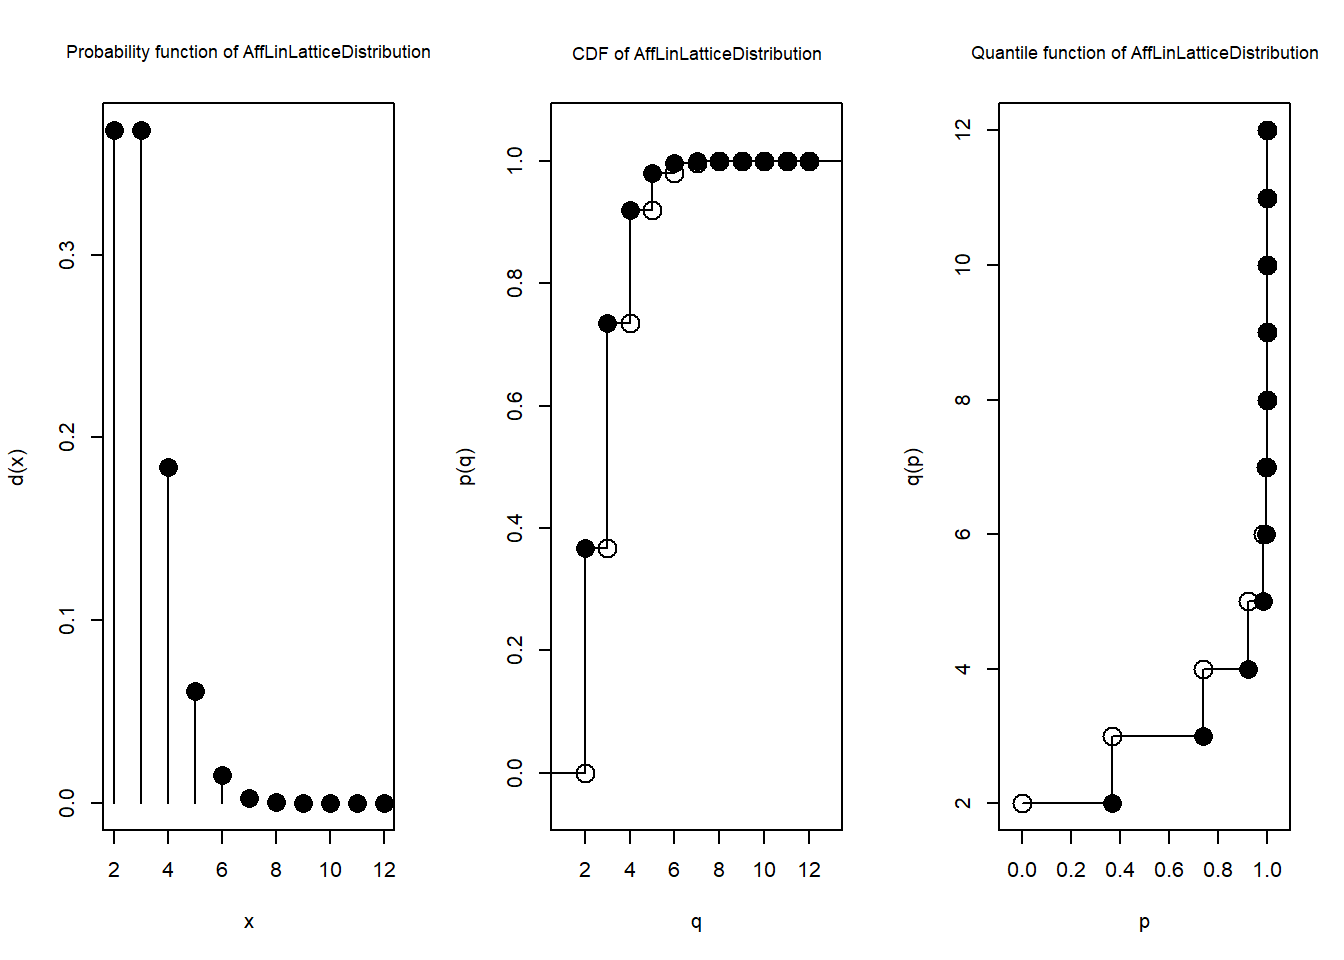 Probability function of AffLinLatticeDistribution
d(x)
0.0 0.1 0.2 0.3
2 4 6 8 10 12
x
CDF of AffLinLatticeDistribution
p(q)
0.0 0.2 0.4 0.6 0.8 1.0
2 4 6 8 10 12
q
Quantile function of AffLinLatticeDistribution
q(p)
2 4 6 8 10 12
0.0 0.2 0.4 0.6 0.8 1.0
p